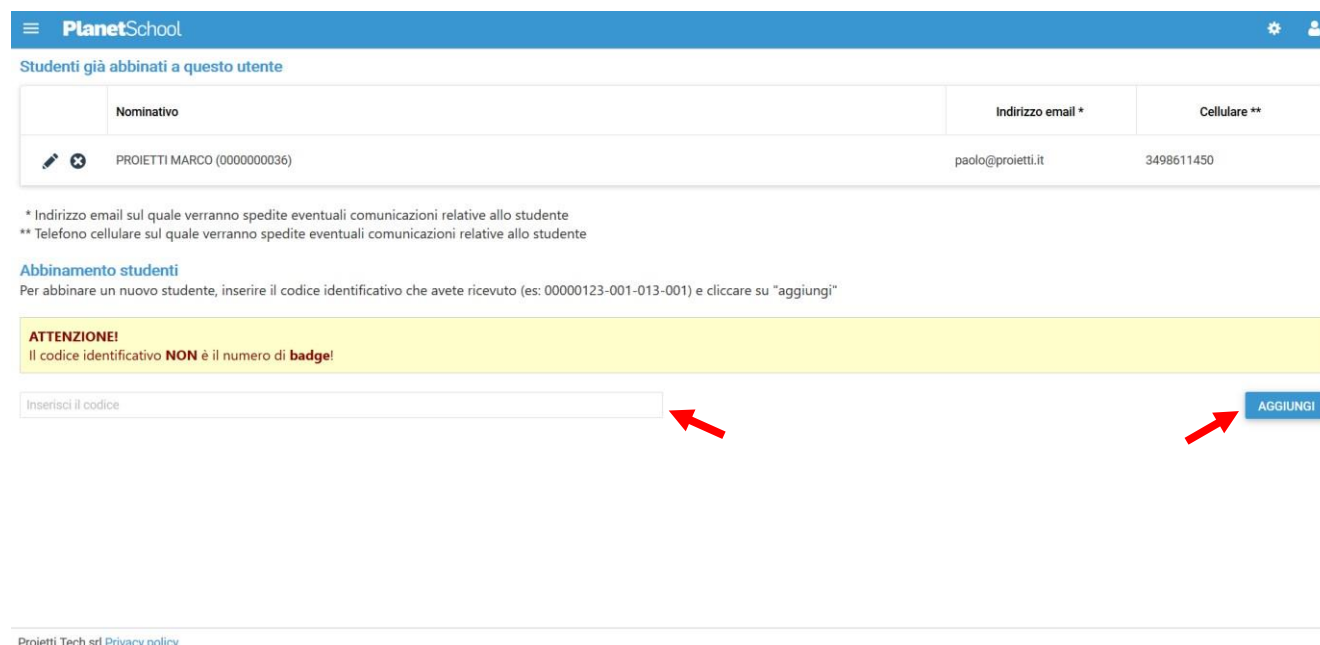 PlanetSchool
Studenti già abbinati a questo utente
Nominativo Indirizzo email * Cellulare **
PROIETTI MARCO (0000000036) paolo@proietti.it 3498611450
* Indirizzo email sul quale verranno spedite eventuali comunicazioni relative allo studente
** Telefono cellulare sul quale verranno spedite eventuali comunicazioni relative allo studente
Abbinamento studenti
Per abbinare un nuovo studente, inserire il codice identificativo che avete ricevuto (es: 00000123-001-013-001) e cliccare su "aggiungi"
ATTENZIONE!
Il codice identificativo NON è il numero di badge!
Inserisci il codice AGGIUNGI
Proietti Tech srl Privacy policy